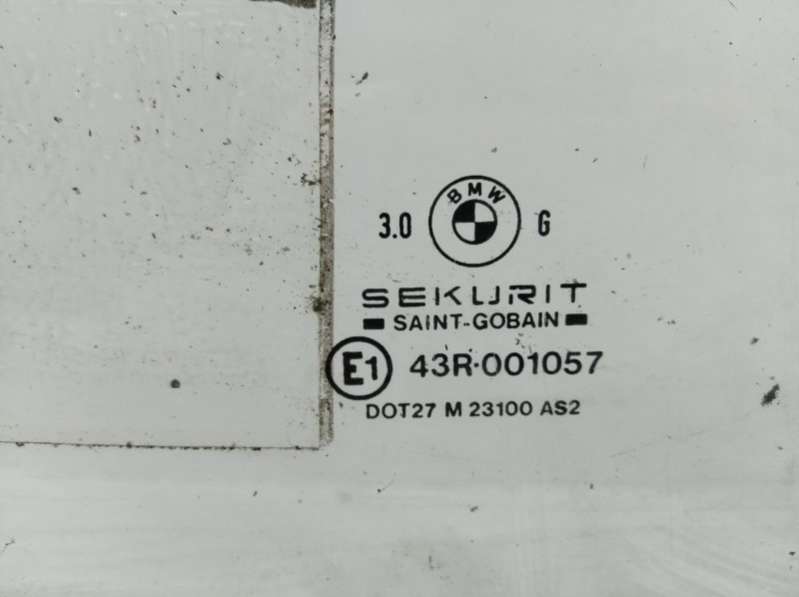 BMW
3.0 G
SEKURIT
SAINT-GOBAIN
E1 43R-001057
DOT27 M 23100 AS2